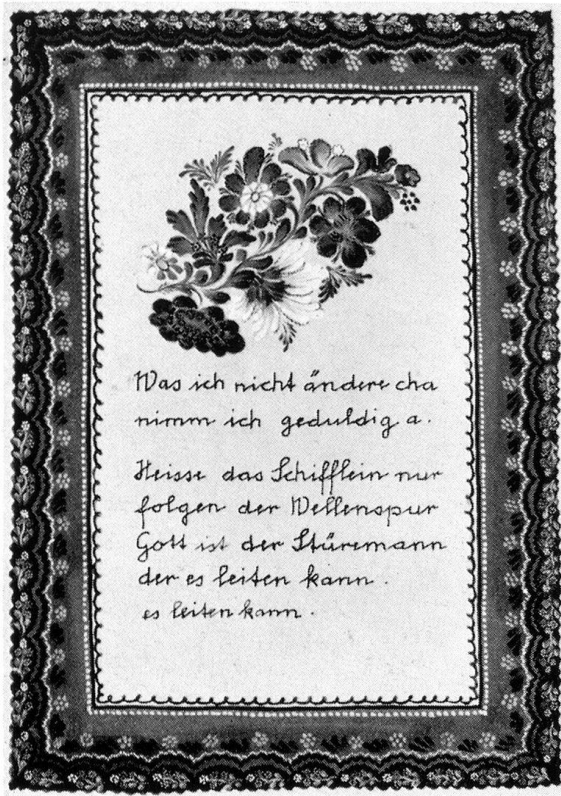 Was ich nicht ändere cha
nimm ich geduldig a.
Heisse das Schifflein nur
folgen der Wellenspur
Gott ist der Stüremann
der es leiten kann.
es leiten kann.